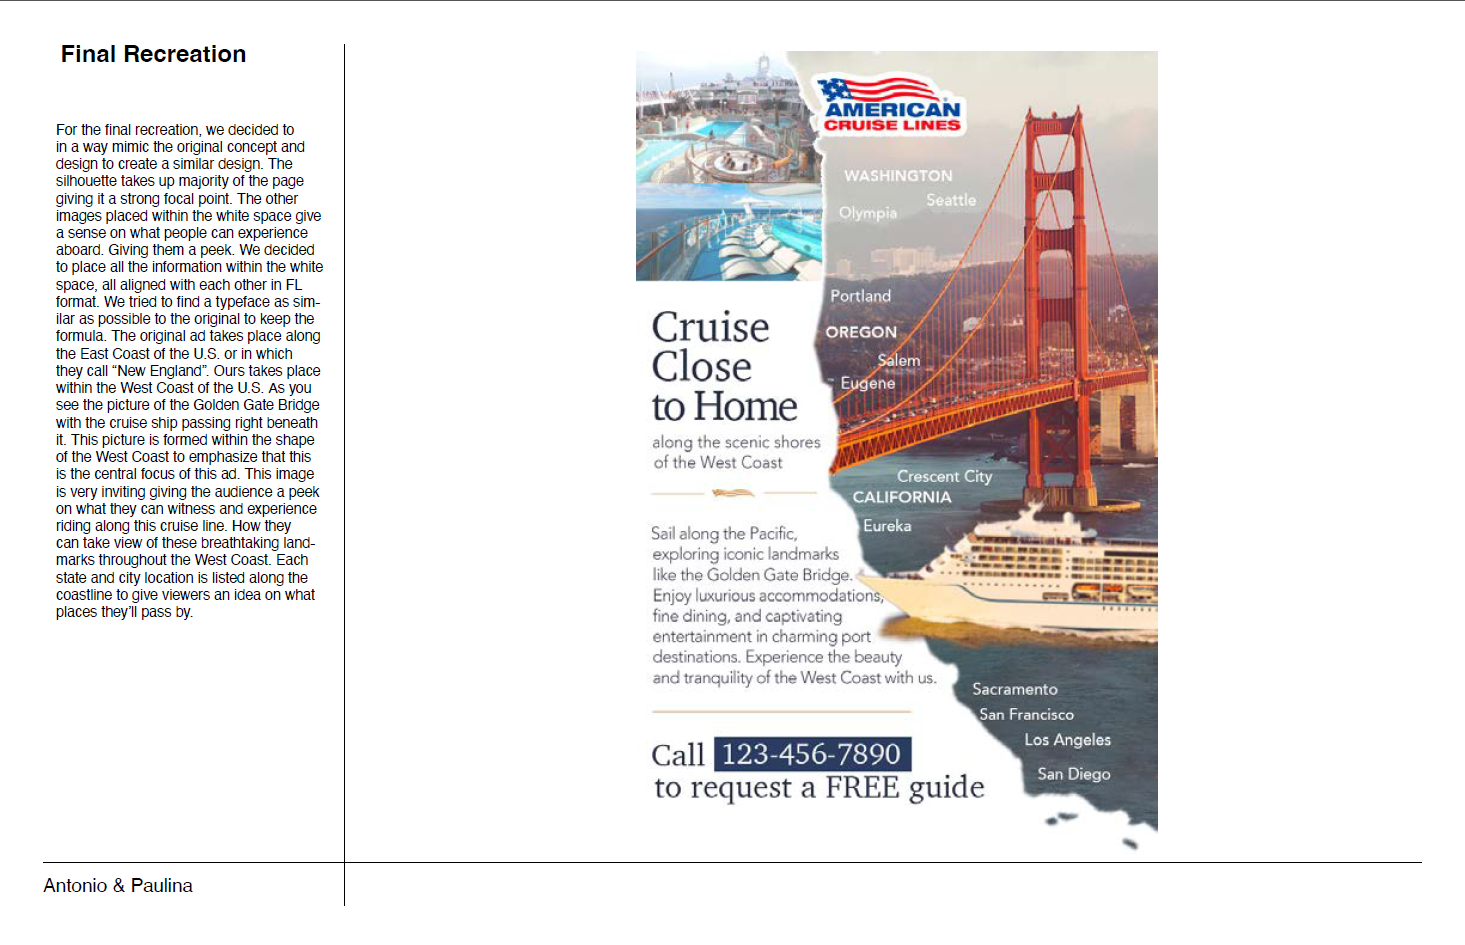 Final Recreation
For the final recreation, we decided to
in a way mimic the original concept and
design to create a similar design. The
silhouette takes up majority of the page
giving it a strong focal point. The other
images placed within the white space give
a sense on what people can experience
aboard. Giving them a peek. We decided
to place all the information within the white
space, all aligned with each other in FL
format. We tried to find a typeface as sim-
ilar as possible to the original to keep the
formula. The original ad takes place along
the East Coast of the U.S. or in which
they call “New England”. Ours takes place
within the West Coast of the U.S. As you
see the picture of the Golden Gate Bridge
with the cruise ship passing right beneath
it. This picture is formed within the shape
of the West Coast to emphasize that this
is the central focus of this ad. This image
is very inviting giving the audience a peek
on what they can witness and experience
riding along this cruise line. How they
can take view of these breathtaking land-
marks throughout the West Coast. Each
state and city location is listed along the
coastline to give viewers an idea on what
places they’ll pass by.
AMERICAN
CRUISE LINES
WASHINGTON
Seattle
Olympia
Portland
OREGON
Salem
Eugene
Cruise
Close
to Home
along the scenic shores
of the West Coast
Crescent City
CALIFORNIA
Eureka
Sail along the Pacific,
exploring iconic landmarks
like the Golden Gate Bridge.
Enjoy luxurious accommodations,
fine dining, and captivating
entertainment in charming port
destinations. Experience the beauty
and tranquility of the West Coast with us.
Sacramento
San Francisco
Los Angeles
San Diego
Call 123-456-7890
to request a FREE guide
Antonio & Paulina